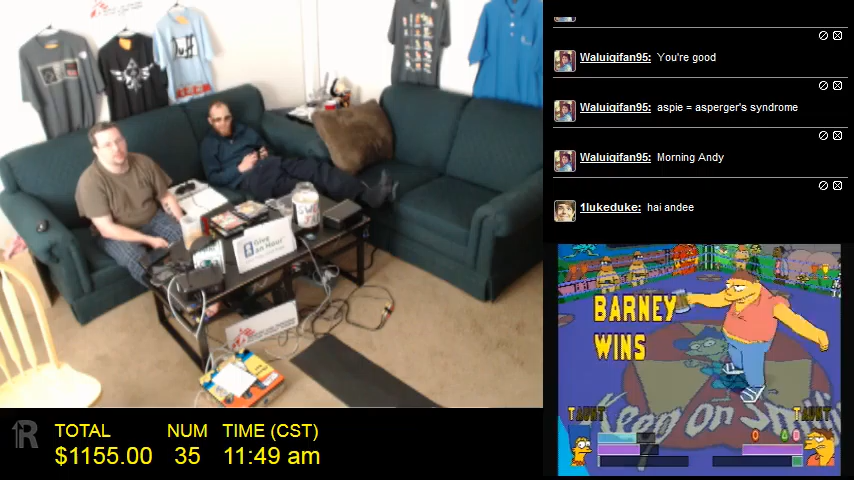 Waluigifan95: You're good
Waluigifan95: aspie = asperger's syndrome
Waluigifan95: Morning Andy
1lukeduke: hai andee
Give
an Hour
BARNEY
WINS
TAUNT
TAUNT
Keep on
R
TOTAL
NUM
TIME (CST)
$1155.00
35
11:49 am